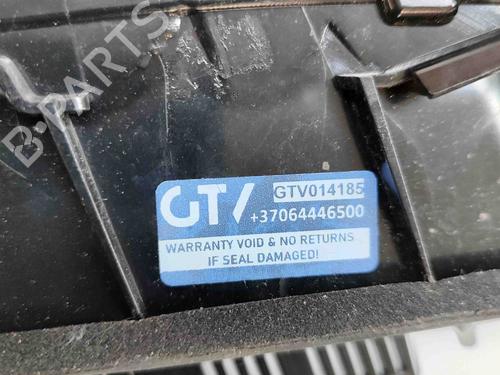 B-PARTS
GTV
GTV014185
+37064446500
WARRANTY VOID & NO RETURNS
IF SEAL DAMAGED!